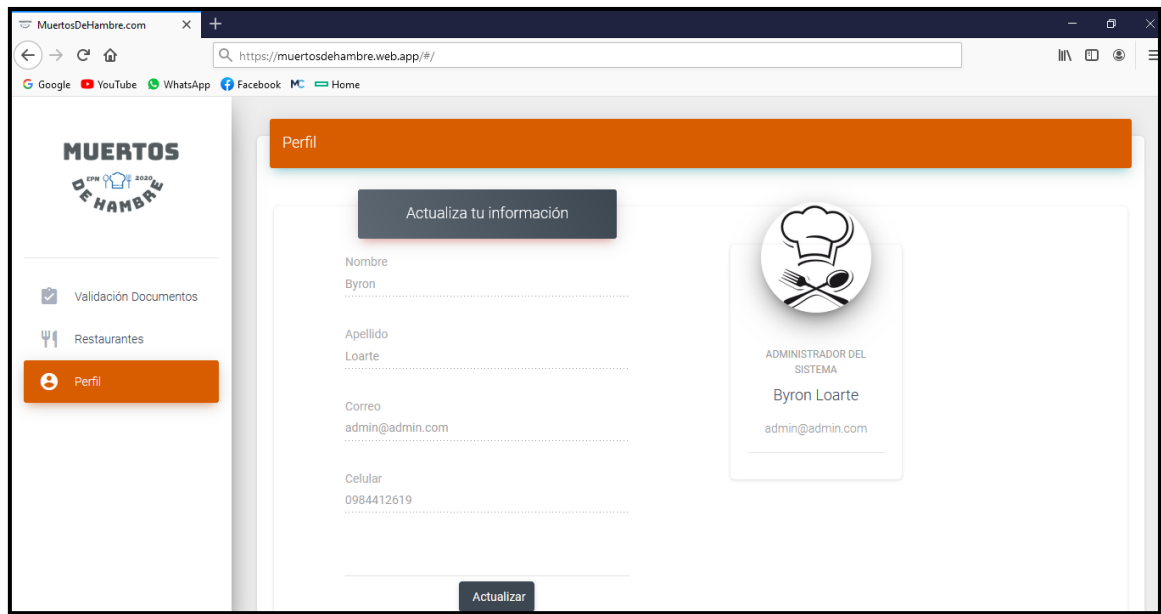 MuertosDeHambre.com
https://muertosdehambre.web.app/#/
Google YouTube WhatsApp Facebook MC Home
MUERTOS
EPN 2020
DE HAMBRE
Validación Documentos
Restaurantes
Perfil
Perfil
Actualiza tu información
Nombre
Byron
Apellido
Loarte
Correo
admin@admin.com
Celular
0984412619
Actualizar
ADMINISTRADOR DEL
SISTEMA
Byron Loarte
admin@admin.com